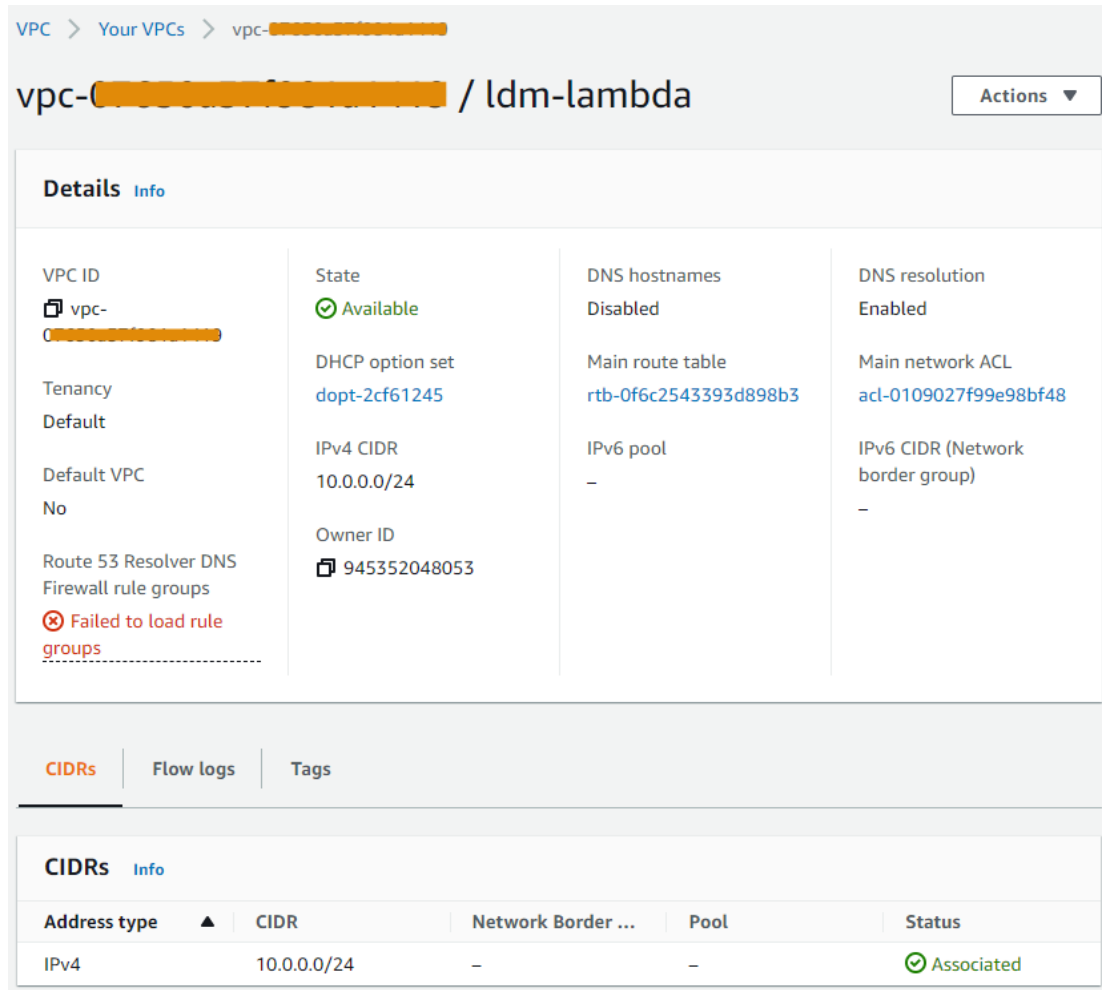 VPC > Your VPCs > vpc-
vpc-0 / ldm-lambda
Actions
Details Info
VPC ID
vpc-
Tenancy
Default
Default VPC
No
Route 53 Resolver DNS
Firewall rule groups
Failed to load rule
groups
State
Available
DHCP option set
dopt-2cf61245
IPv4 CIDR
10.0.0.0/24
Owner ID
945352048053
DNS hostnames
Disabled
Main route table
rtb-0f6c2543393d898b3
IPv6 pool
–
DNS resolution
Enabled
Main network ACL
acl-0109027f99e98bf48
IPv6 CIDR (Network
border group)
–
CIDRs Flow logs Tags
CIDRs Info
Address type CIDR Network Border ... Pool Status
IPv4 10.0.0.0/24 – – Associated